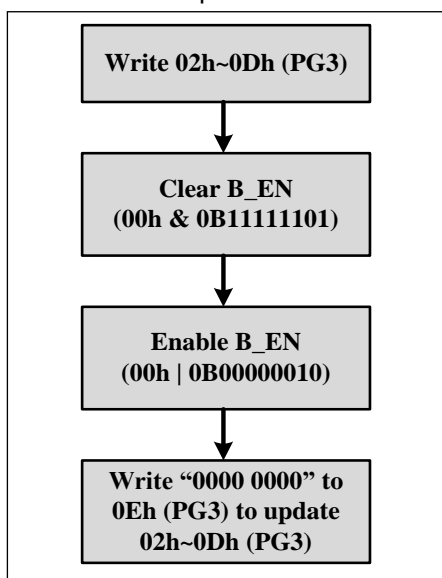 Write 02h~0Dh (PG3)
Clear B_EN
(00h & 0B11111101)
Enable B_EN
(00h | 0B00000010)
Write “0000 0000” to
0Eh (PG3) to update
02h~0Dh (PG3)